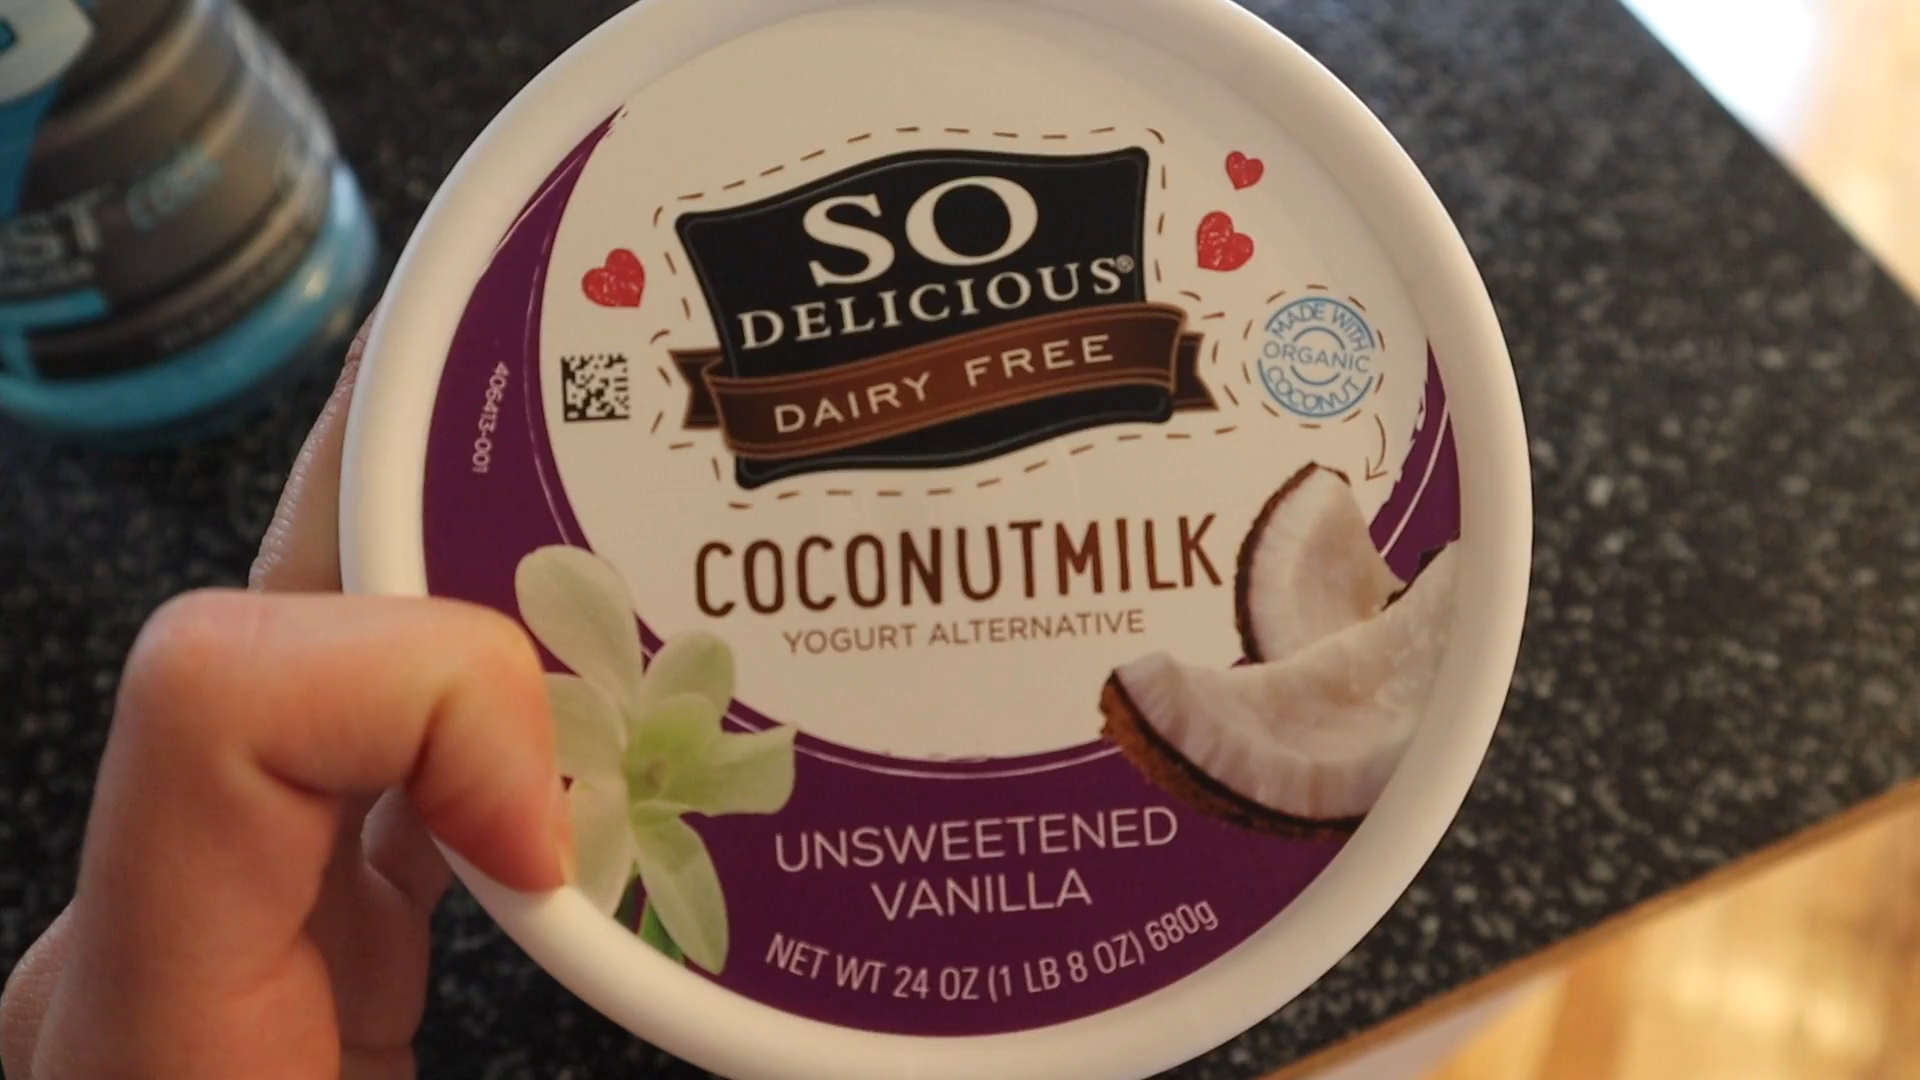 SO
DELICIOUS®
DAIRY FREE
MADE WITH
ORGANIC
COCONUT
406413-001
COCONUTMILK
YOGURT ALTERNATIVE
UNSWEETENED
VANILLA
NET WT 24 OZ (1 LB 8 OZ) 680g